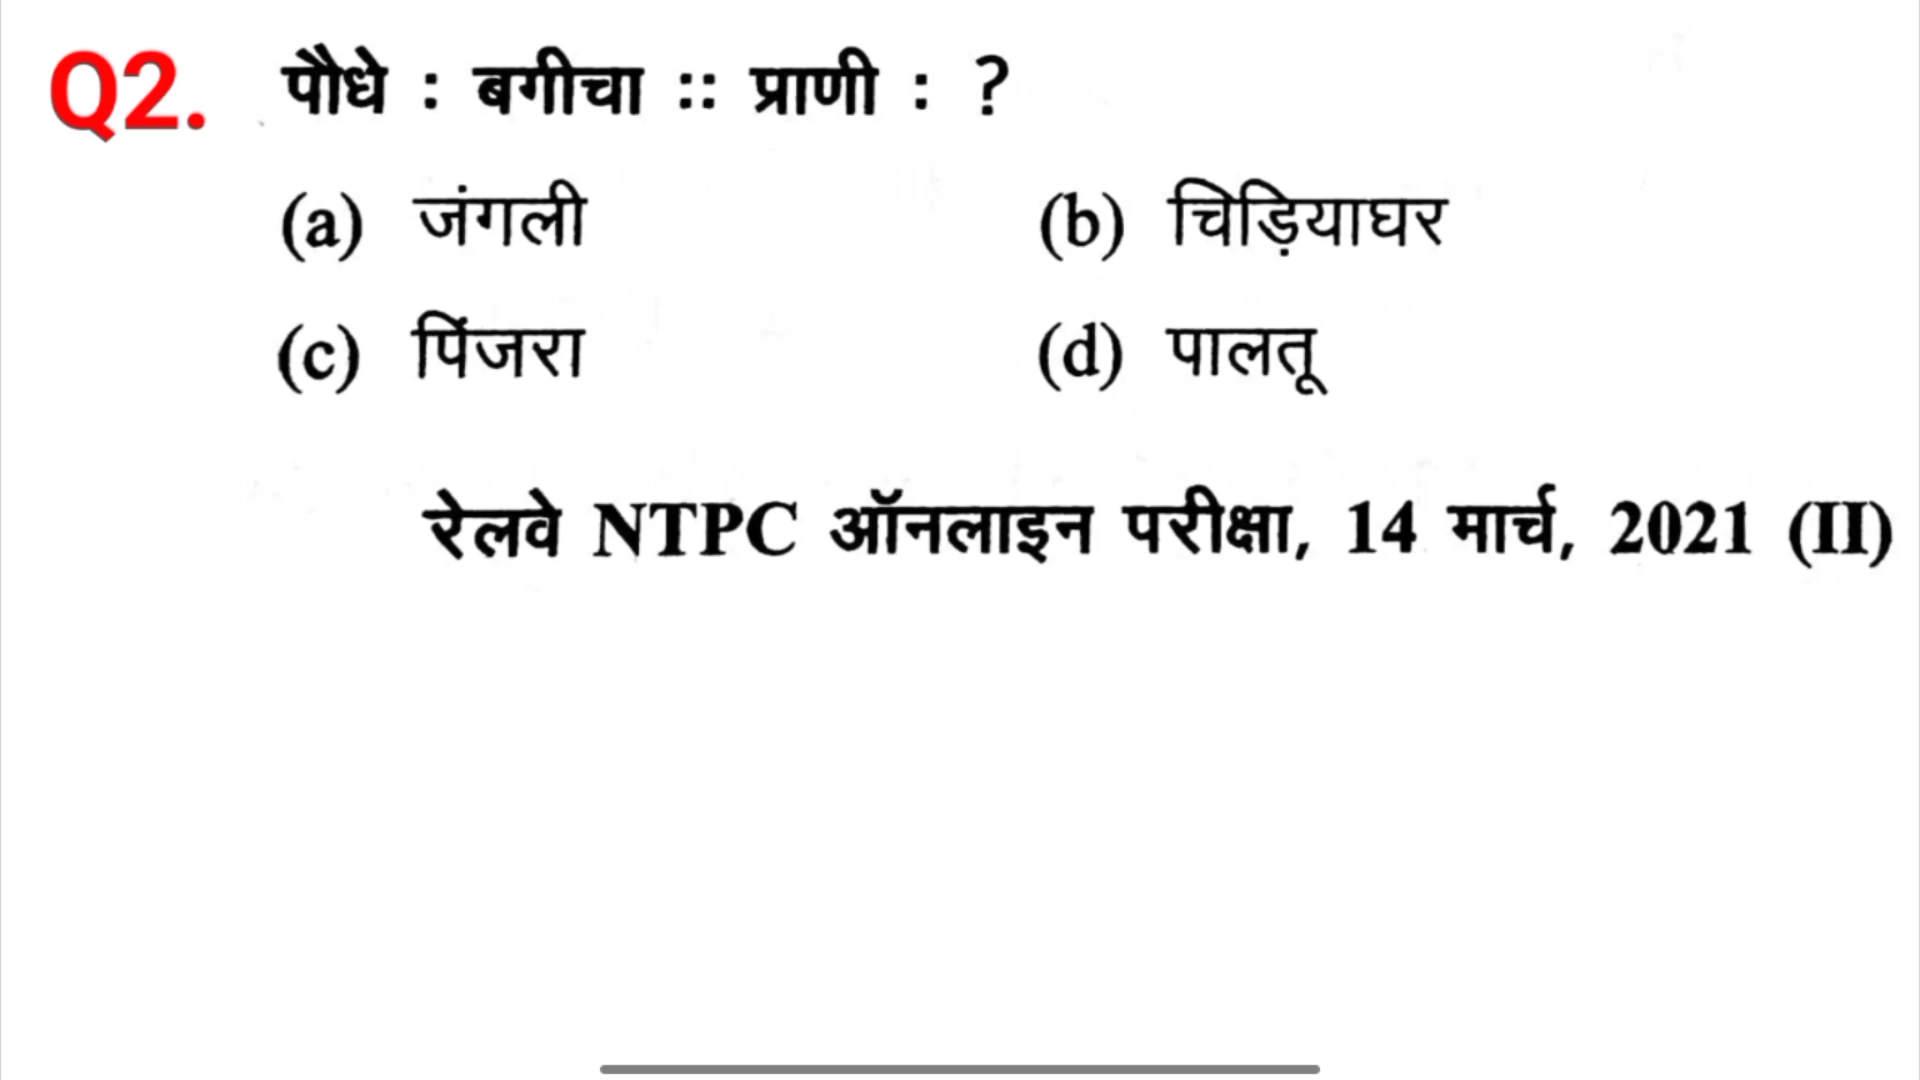 Q2. पौधे : बगीचा :: प्राणी : ?
(a) जंगली (b) चिड़ियाघर
(c) पिंजरा (d) पालतू
रेलवे NTPC ऑनलाइन परीक्षा, 14 मार्च, 2021 (II)